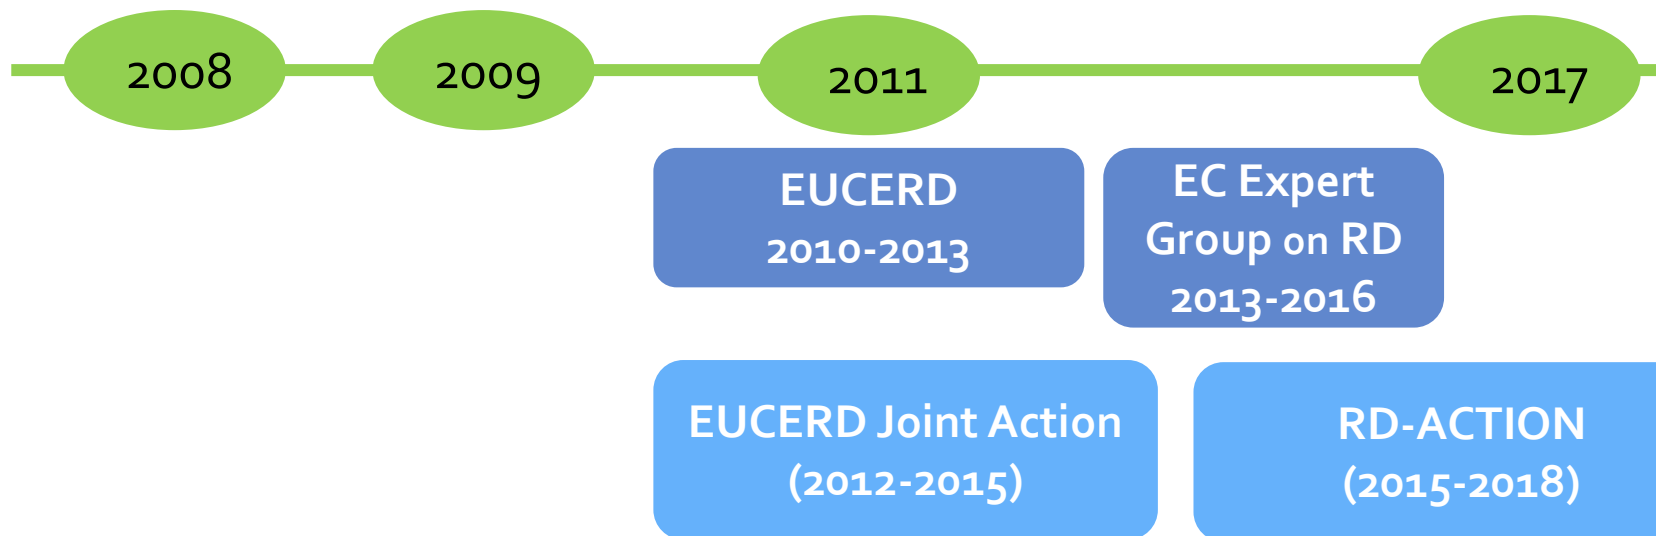 2008
2009
2011
2017
EUCERD
2010-2013
EC Expert
Group on RD
2013-2016
EUCERD Joint Action
(2012-2015)
RD-ACTION
(2015-2018)